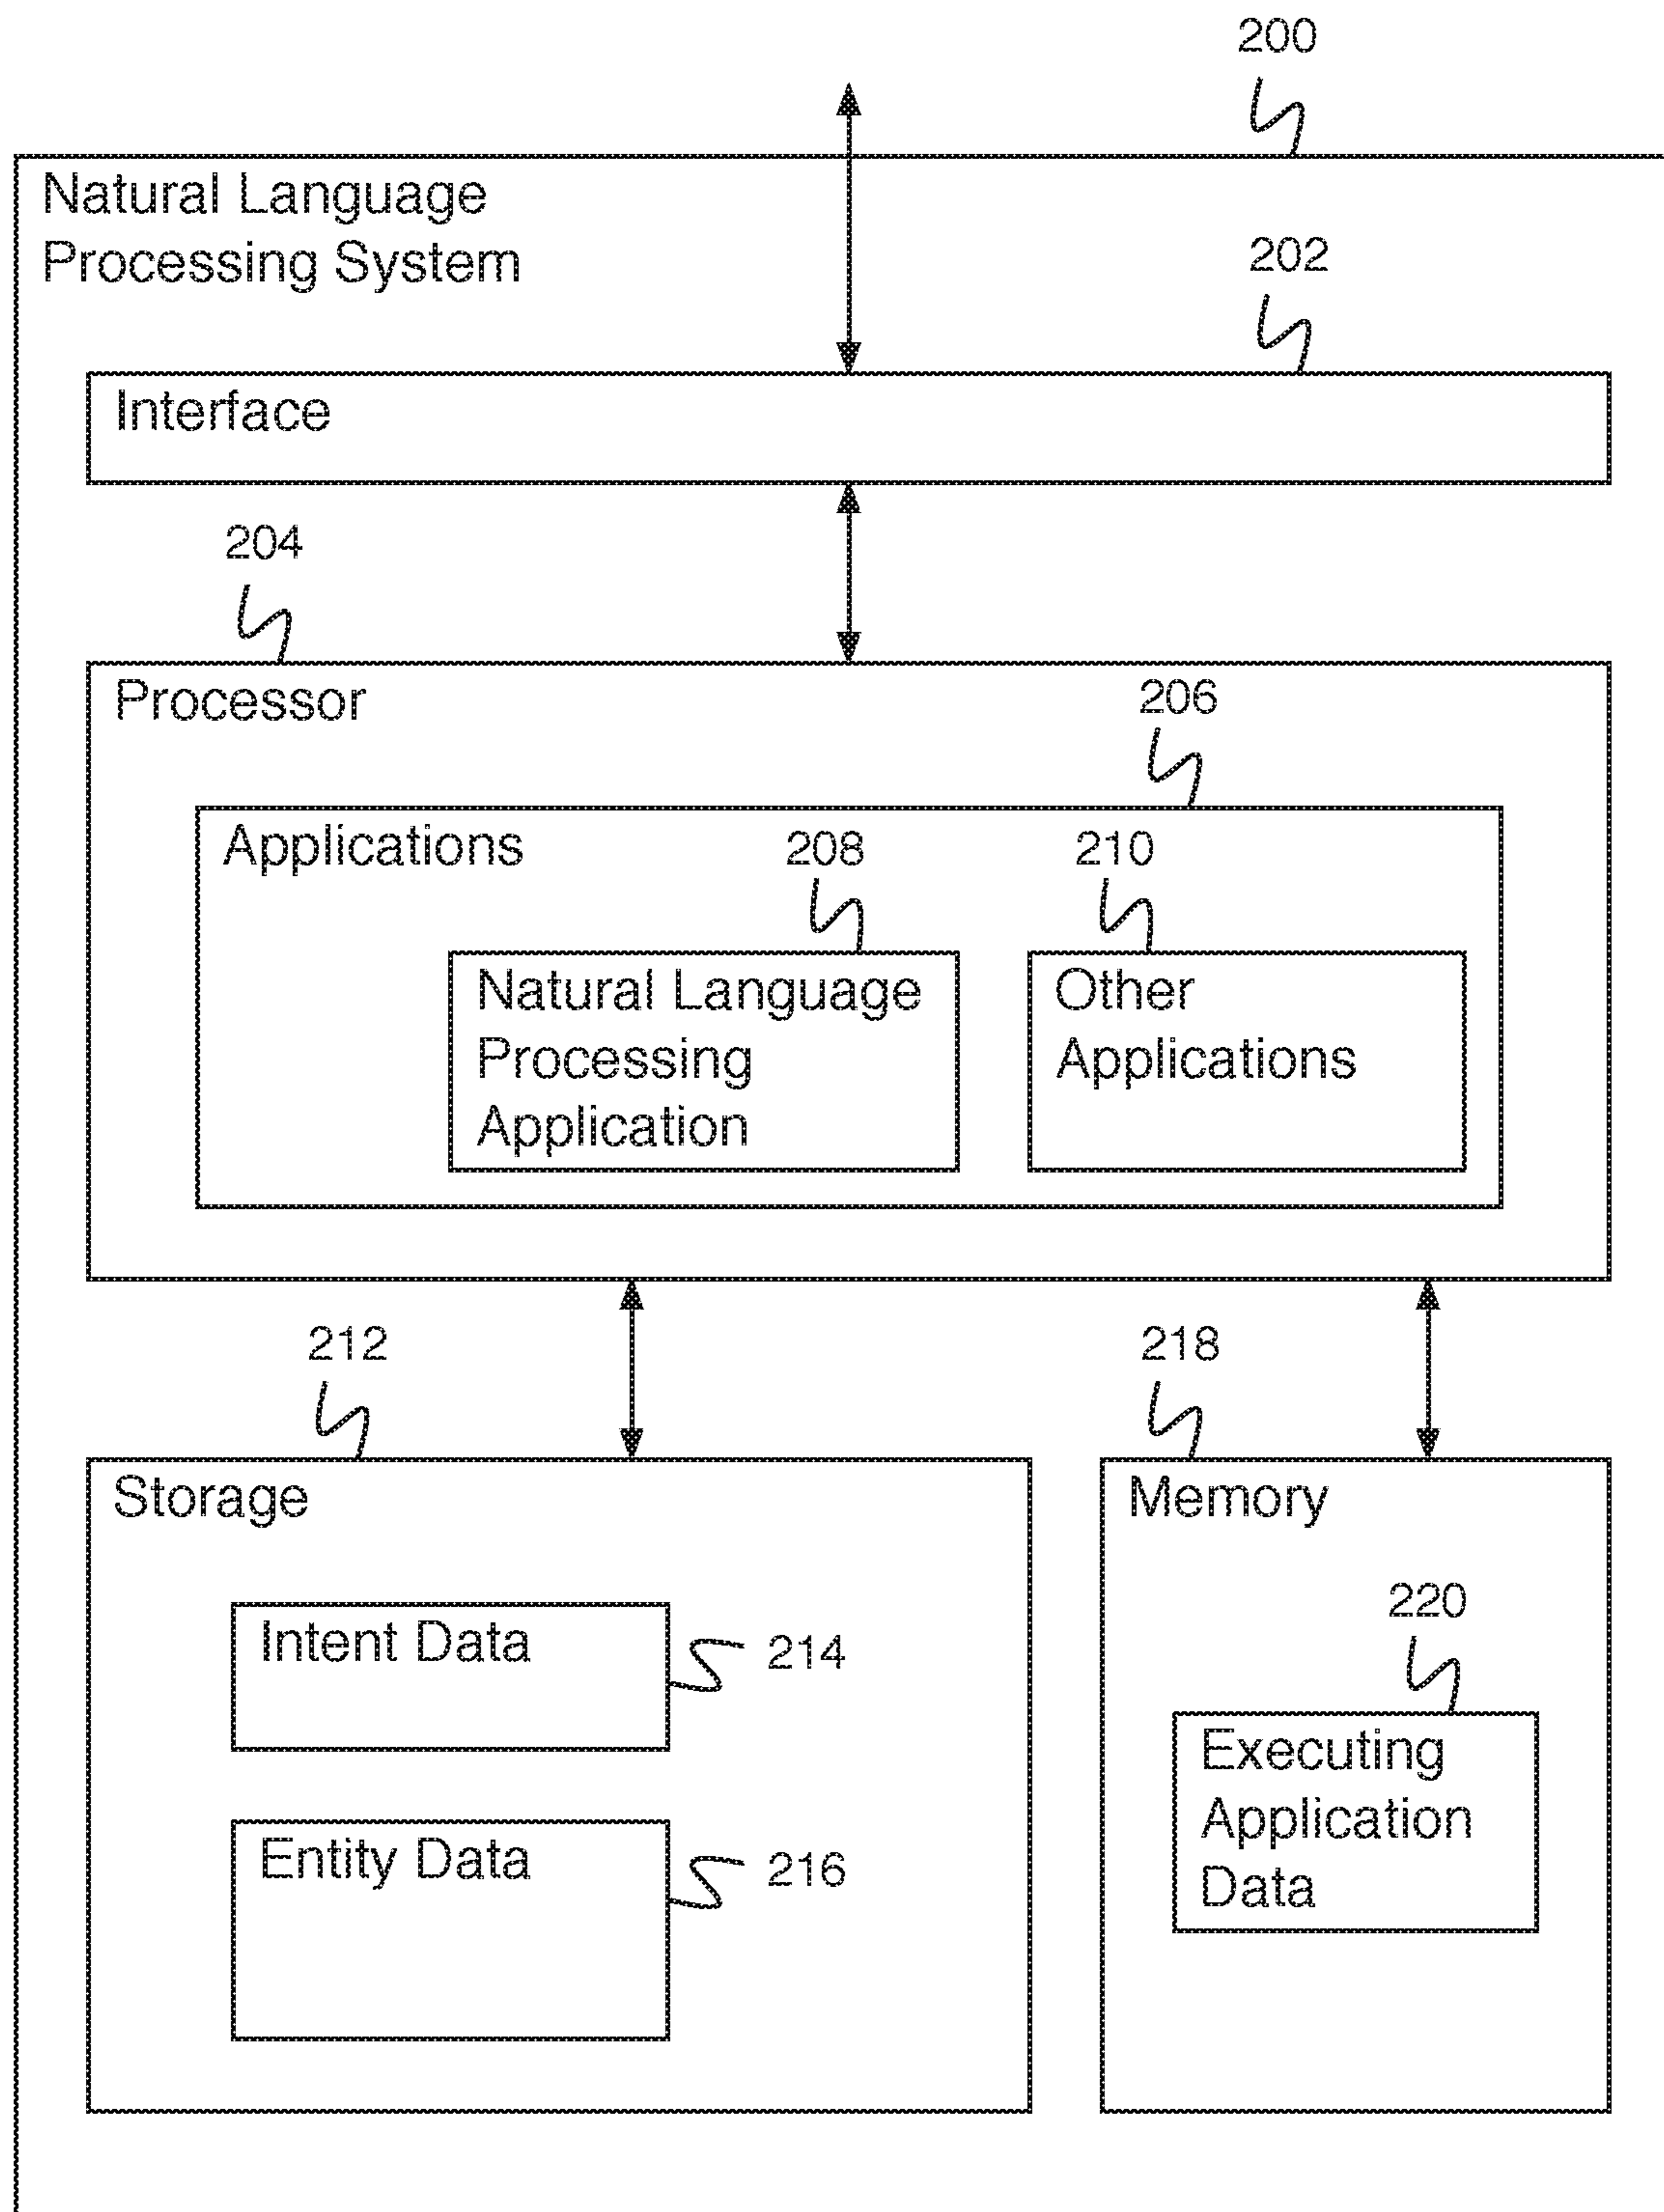 200
Natural Language
Processing System
202
Interface
204
Processor
206
Applications
208
210
Natural Language
Processing
Application
Other
Applications
212
218
Storage
Memory
Intent Data
214
220
Executing
Application
Data
Entity Data
216